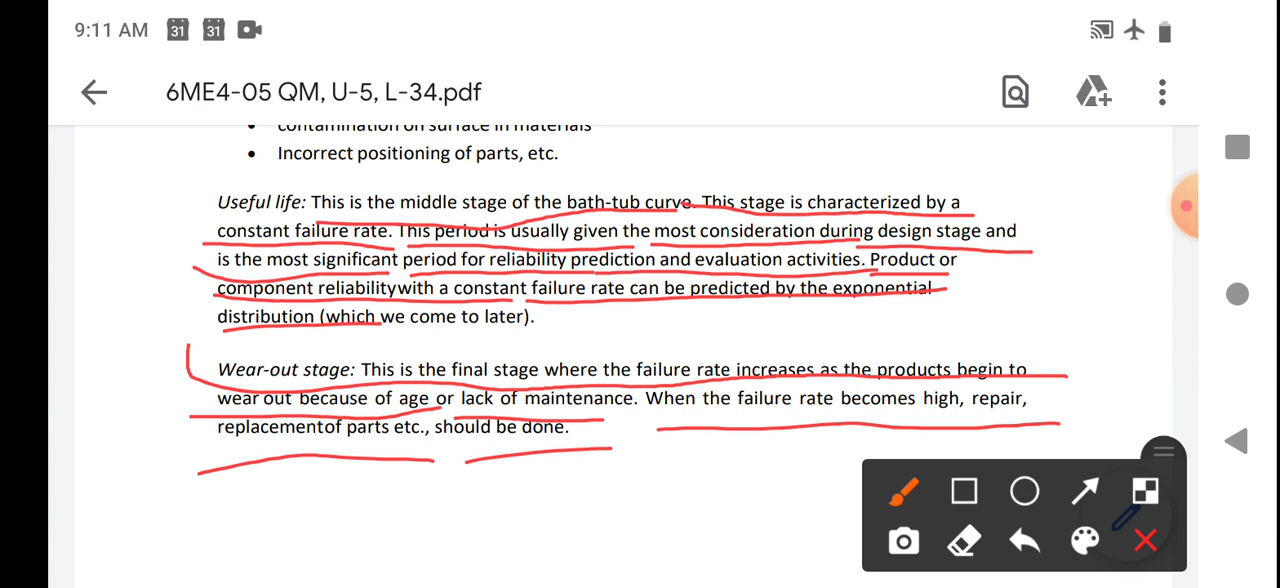 9:11 AM 31 31
6ME4-05 QM, U-5, L-34.pdf
• contamination on surface in materials
• Incorrect positioning of parts, etc.
Useful life: This is the middle stage of the bath-tub curve. This stage is characterized by a
constant failure rate. This period is usually given the most consideration during design stage and
is the most significant period for reliability prediction and evaluation activities. Product or
component reliabilitywith a constant failure rate can be predicted by the exponential
distribution (which we come to later).
Wear-out stage: This is the final stage where the failure rate increases as the products begin to
wear out because of age or lack of maintenance. When the failure rate becomes high, repair,
replacementof parts etc., should be done.